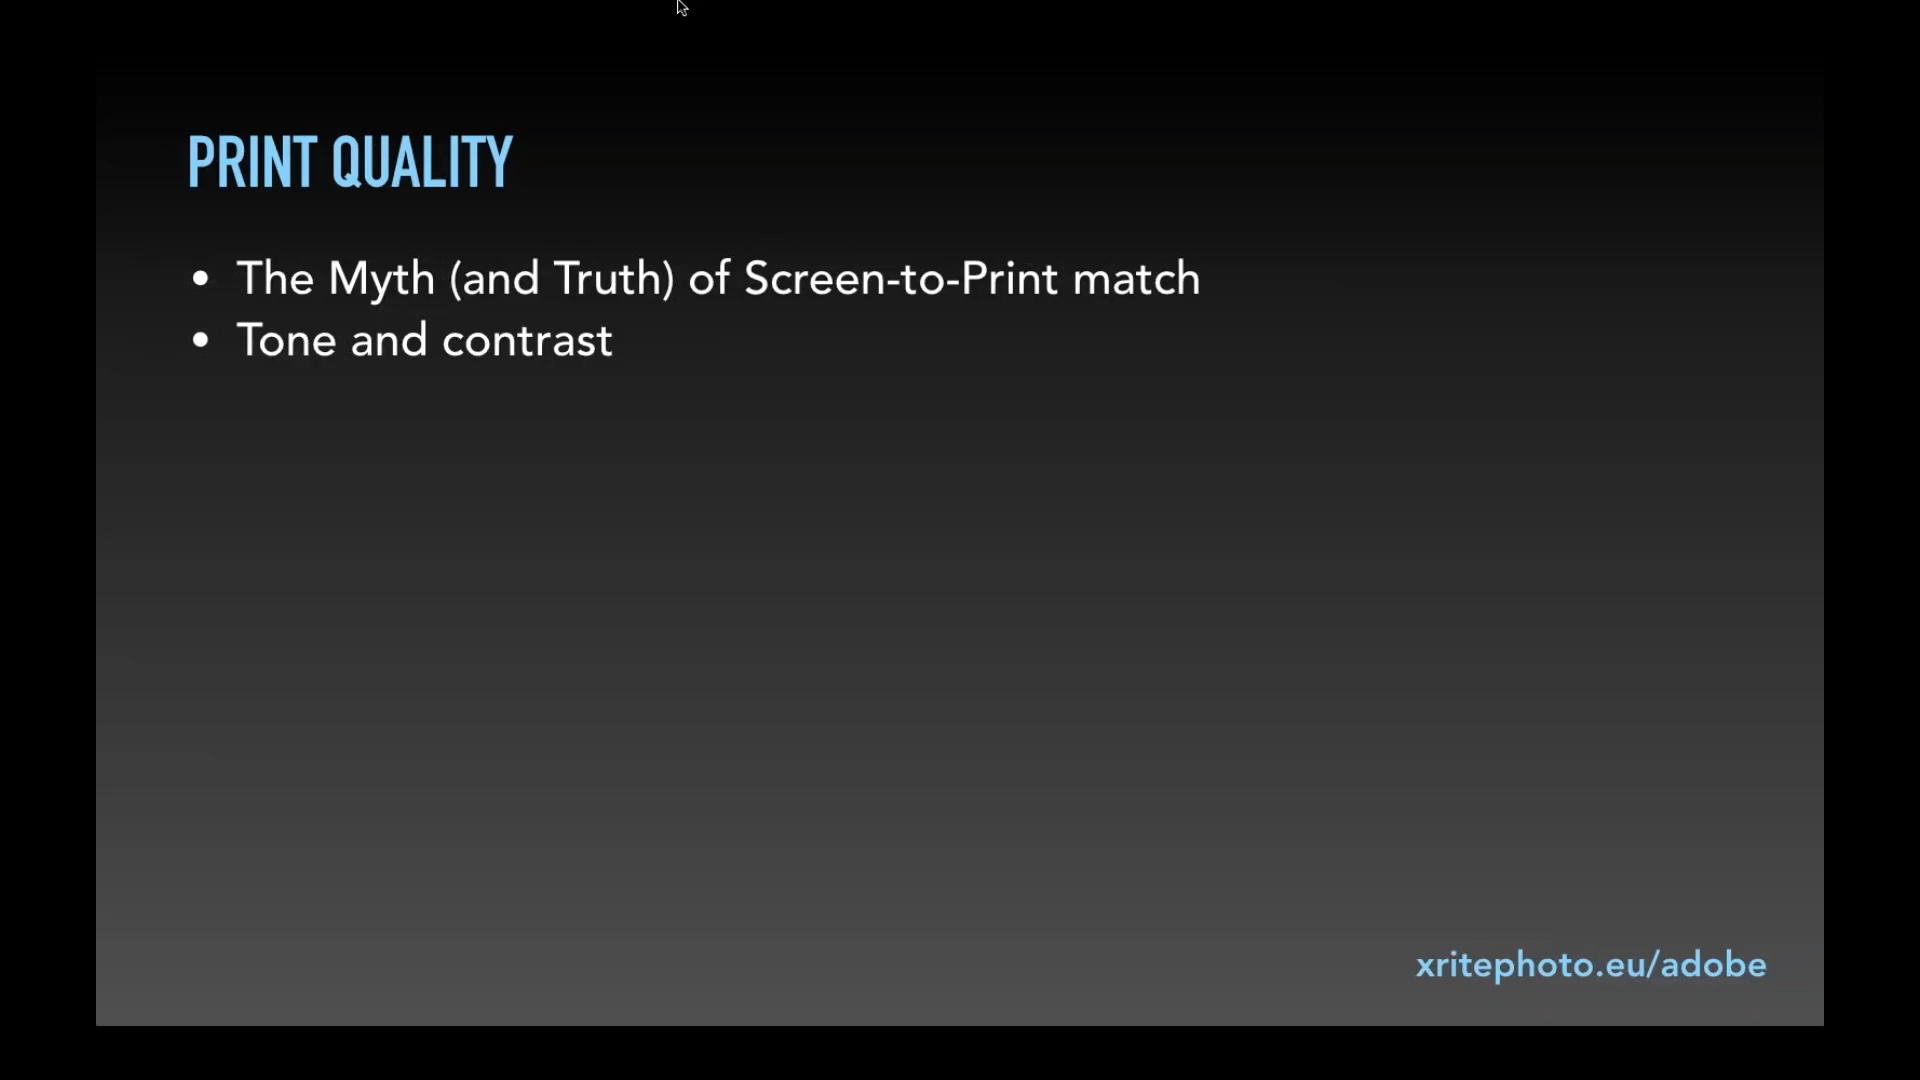 PRINT QUALITY
• The Myth (and Truth) of Screen-to-Print match
• Tone and contrast
xritephoto.eu/adobe